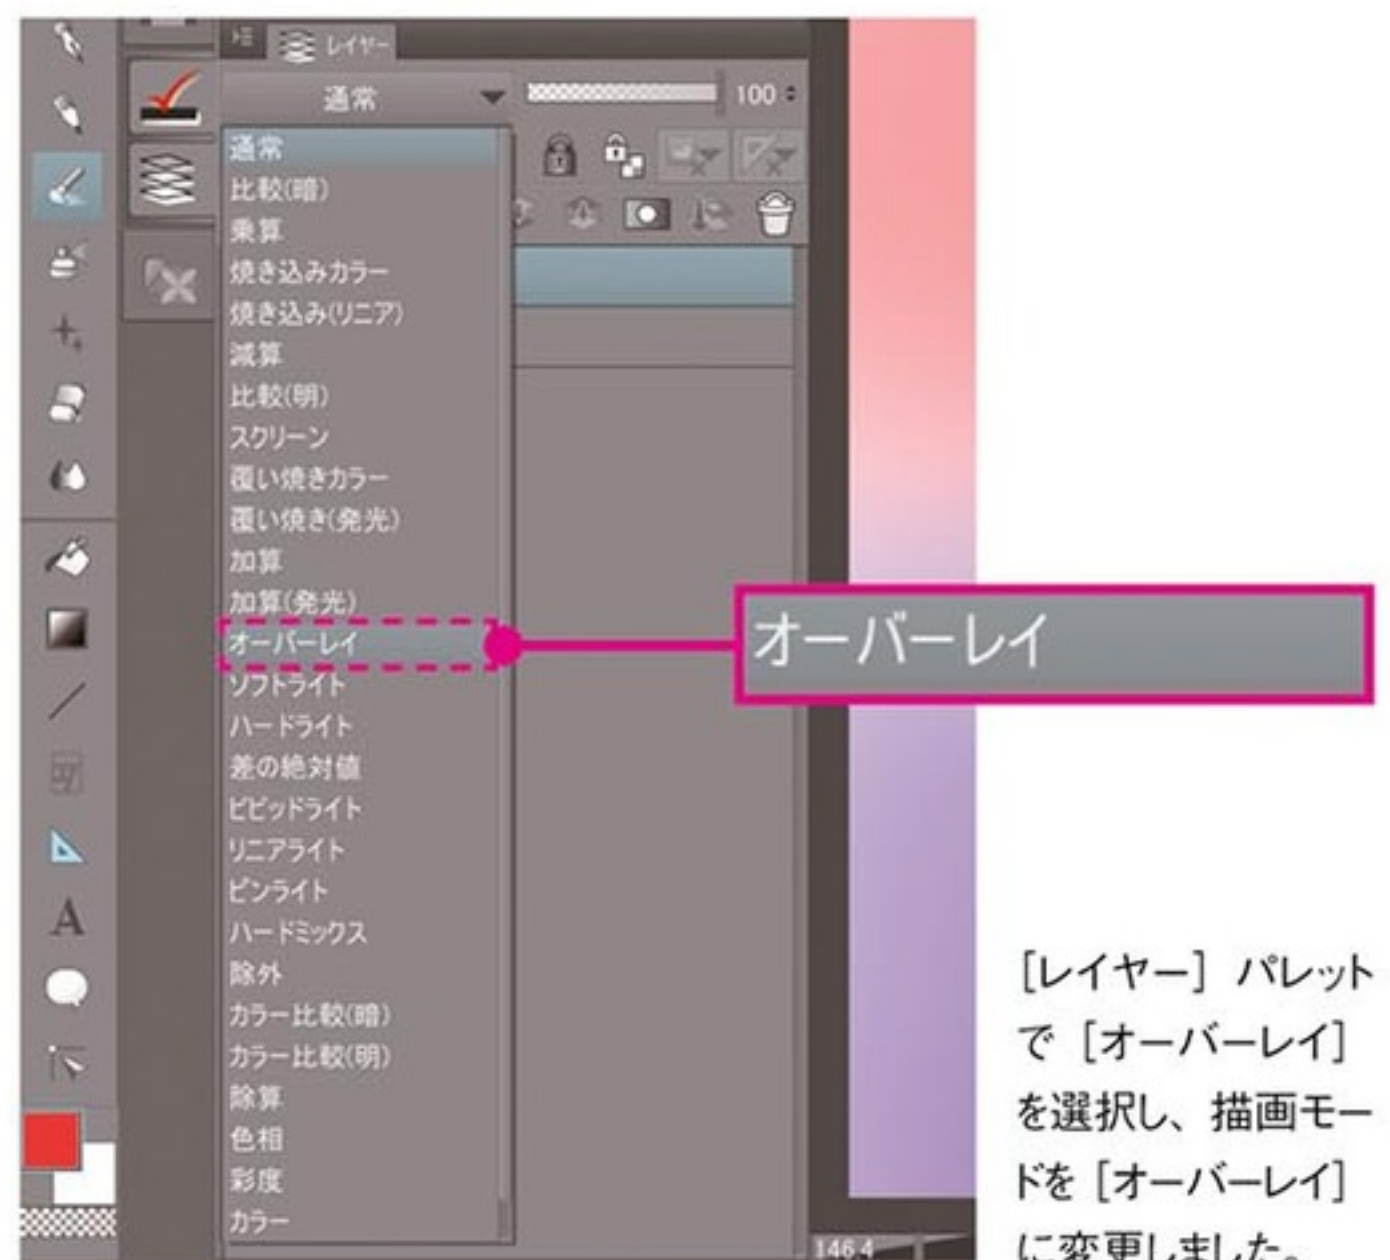 レイヤー
通常
100
通常
比較(暗)
乗算
焼き込みカラー
焼き込み(リニア)
減算
比較(明)
スクリーン
覆い焼きカラー
覆い焼き(発光)
加算
加算(発光)
オーバーレイ
オーバーレイ
ソフトライト
ハードライト
差の絶対値
ビビッドライト
リニアライト
ピンライト
ハードミックス
除外
カラー比較(暗)
カラー比較(明)
除算
色相
彩度
カラー
A
146.4
［レイヤー］パレット
で［オーバーレイ］
を選択し、描画モー
ドを［オーバーレイ］
に変更しました。